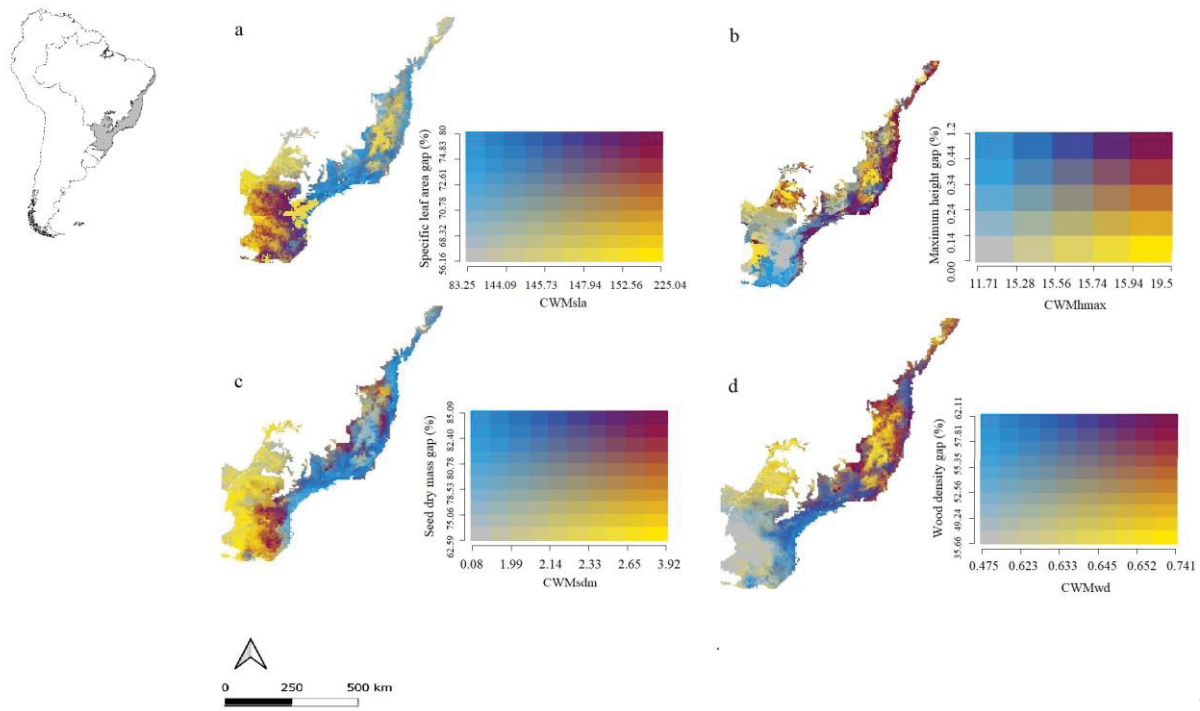 a
Specific leaf area gap (%)
80
74.83
72.61
70.78
68.32
56.16
83.25 144.09 145.73 147.94 152.56 225.04
CWMsla
b
Maximum height gap (%)
1.2
0.44
0.34
0.24
0.14
0.00
11.71 15.28 15.56 15.74 15.94 19.5
CWMhmax
c
Seed dry mass gap (%)
85.09
82.40
80.78
78.53
75.06
62.59
0.08 1.99 2.14 2.33 2.65 3.92
CWMsdm
d
Wood density gap (%)
62.11
57.81
55.35
52.56
49.24
35.66
0.475 0.623 0.633 0.645 0.652 0.741
CWMwd
0 250 500 km